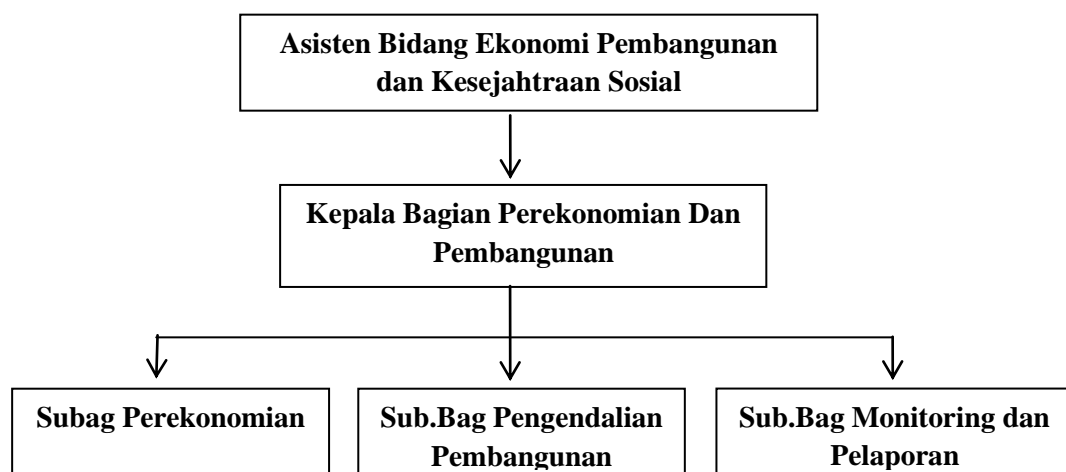 Asisten Bidang Ekonomi Pembangunan
dan Kesejahtraan Sosial
Kepala Bagian Perekonomian Dan
Pembangunan
Subag Perekonomian
Sub.Bag Pengendalian
Pembangunan
Sub.Bag Monitoring dan
Pelaporan